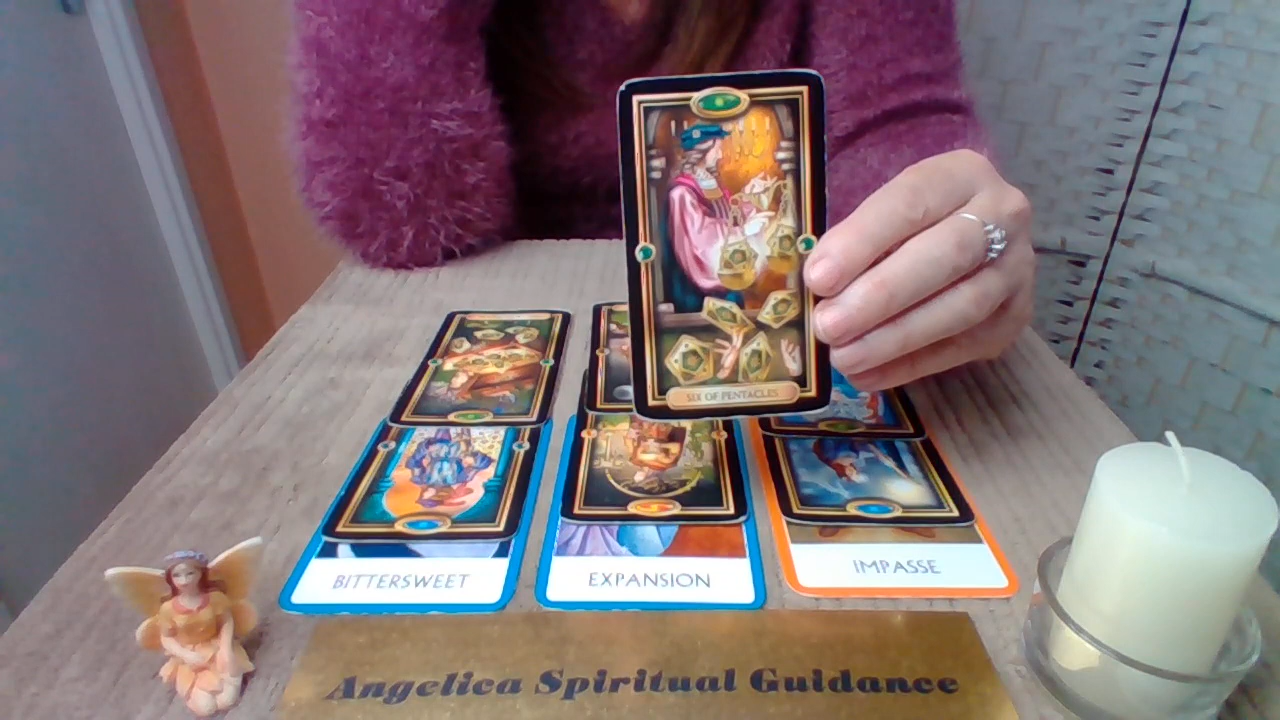 SIX OF PENTACLES
BITTERSWEET
EXPANSION
IMPASSE
Angelica Spiritual Guidance